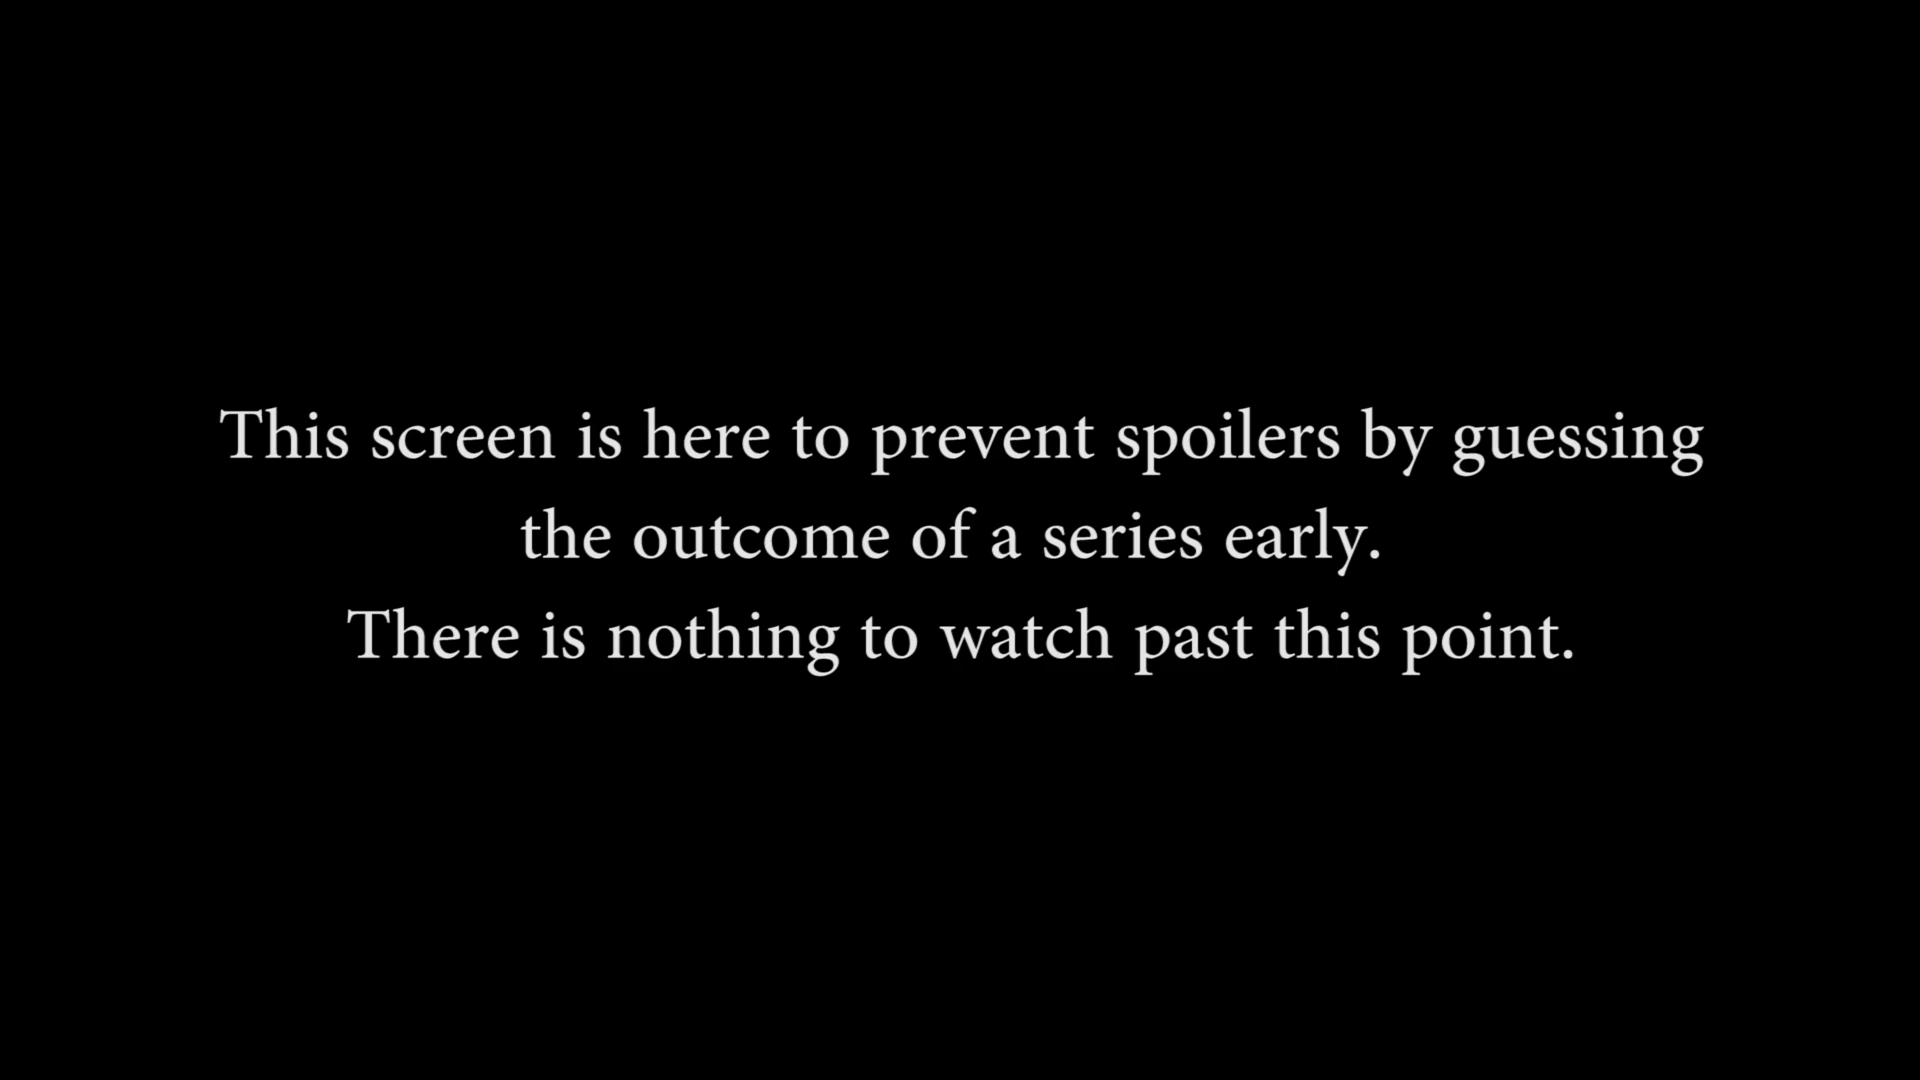 This screen is here to prevent spoilers by guessing
the outcome of a series early.
There is nothing to watch past this point.